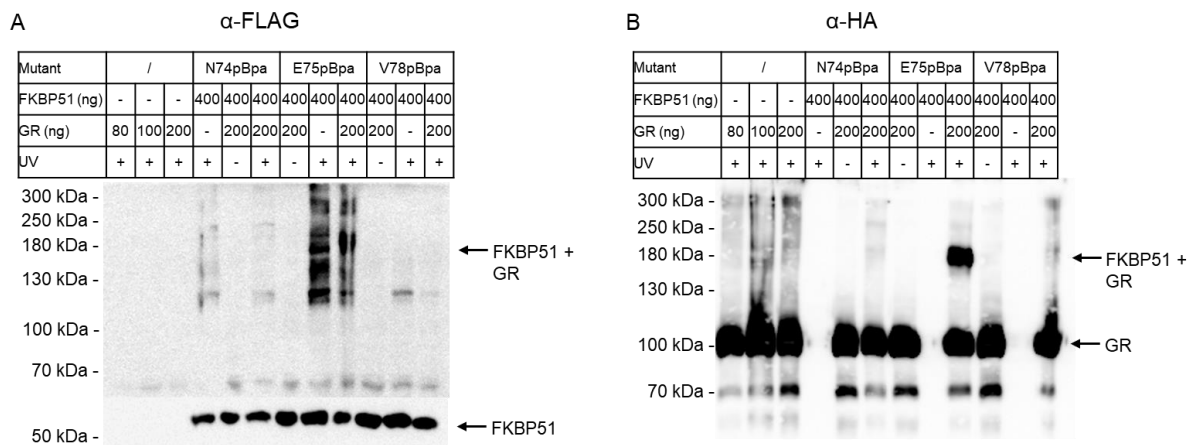 A
α-FLAG
Mutant / N74pBpa E75pBpa V78pBpa
FKBP51 (ng) - - - 400 400 400 400 400 400 400 400 400
GR (ng) 80 100 200 - 200 200 200 - 200 200 - 200
UV + + + + - + - + + - + +
300 kDa -
250 kDa -
180 kDa -
130 kDa -
100 kDa -
70 kDa -
50 kDa -
FKBP51 +
GR
FKBP51
B
α-HA
Mutant / N74pBpa E75pBpa V78pBpa
FKBP51 (ng) - - - 400 400 400 400 400 400 400 400 400
GR (ng) 80 100 200 - 200 200 200 - 200 200 - 200
UV + + + + - + - + + - + +
300 kDa -
250 kDa -
180 kDa -
130 kDa -
100 kDa -
70 kDa -
50 kDa -
FKBP51 +
GR
GR